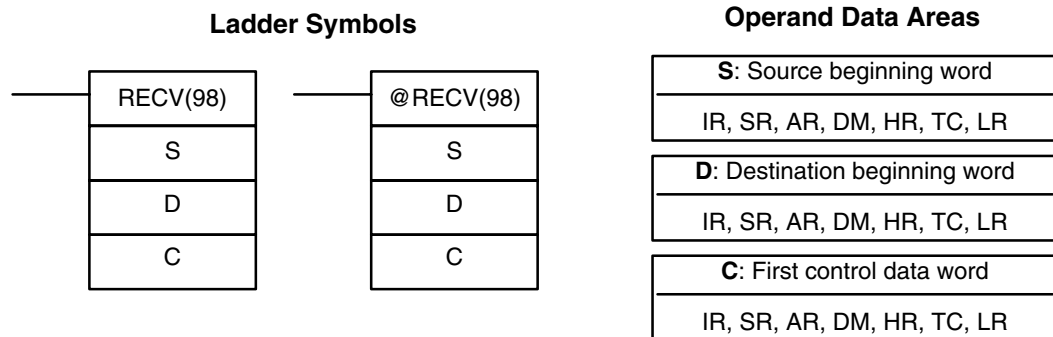 Ladder Symbols
RECV(98)
S
D
C
@RECV(98)
S
D
C
Operand Data Areas
S: Source beginning word
IR, SR, AR, DM, HR, TC, LR
D: Destination beginning word
IR, SR, AR, DM, HR, TC, LR
C: First control data word
IR, SR, AR, DM, HR, TC, LR